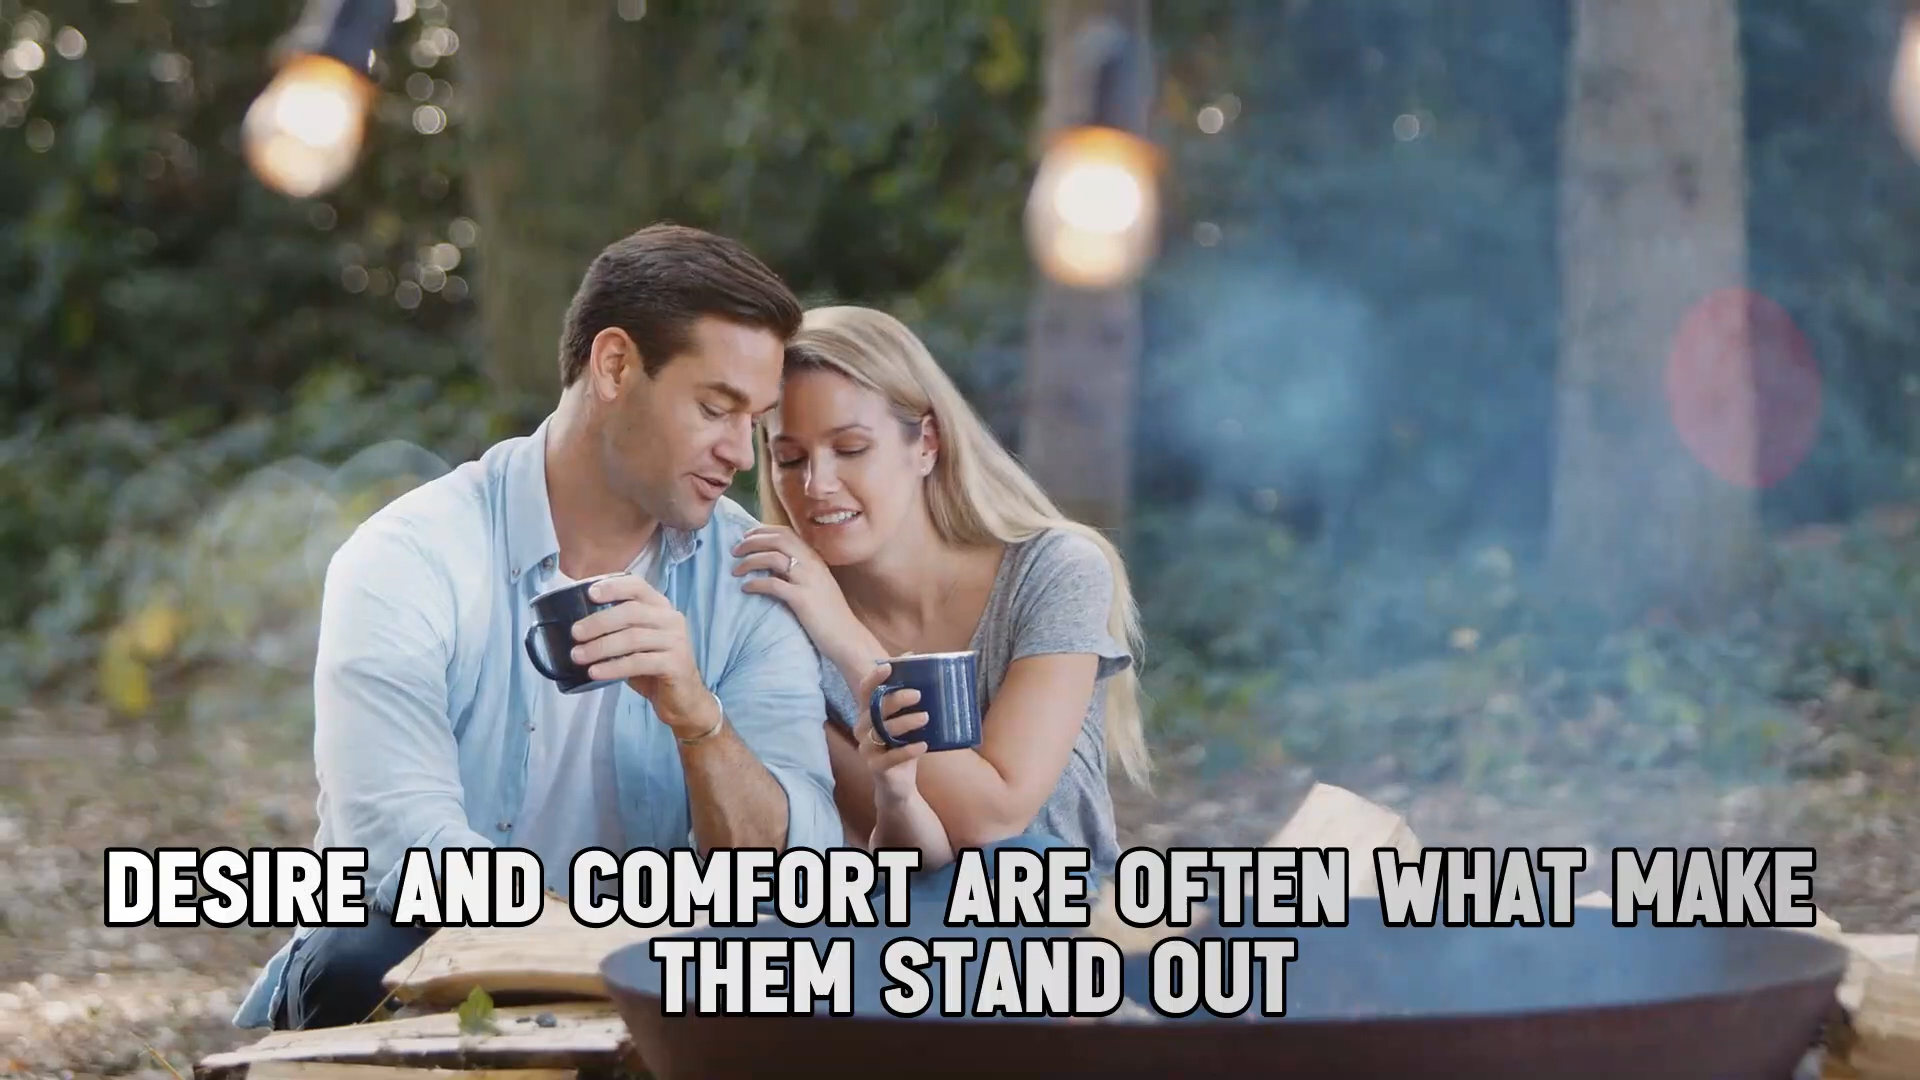 DESIRE AND COMFORT ARE OFTEN WHAT MAKE
THEM STAND OUT